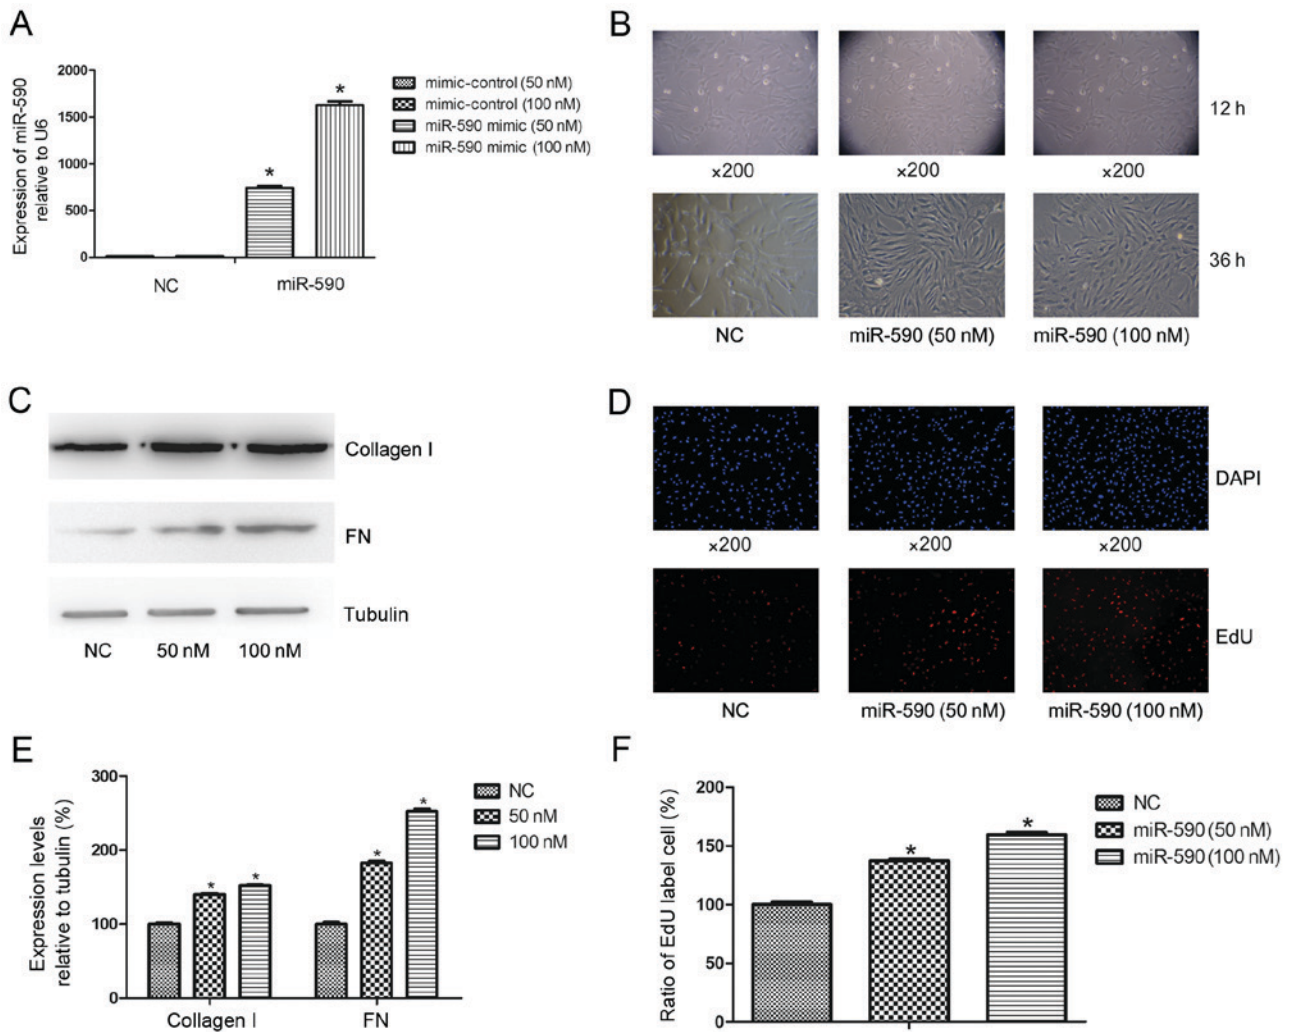 A
Expression of miR-590
relative to U6
2000
1500
1000
500
0
*
*
NC
miR-590
mimic-control (50 nM)
mimic-control (100 nM)
miR-590 mimic (50 nM)
miR-590 mimic (100 nM)
B
12 h
×200
×200
×200
36 h
NC
miR-590 (50 nM)
miR-590 (100 nM)
C
Collagen I
FN
Tubulin
NC
50 nM
100 nM
D
DAPI
×200
×200
×200
EdU
NC
miR-590 (50 nM)
miR-590 (100 nM)
E
Expression levels
relative to tubulin (%)
300
200
100
0
*
*
*
*
Collagen I
FN
NC
50 nM
100 nM
F
Ratio of EdU label cell (%)
200
150
100
50
0
*
*
NC
miR-590 (50 nM)
miR-590 (100 nM)